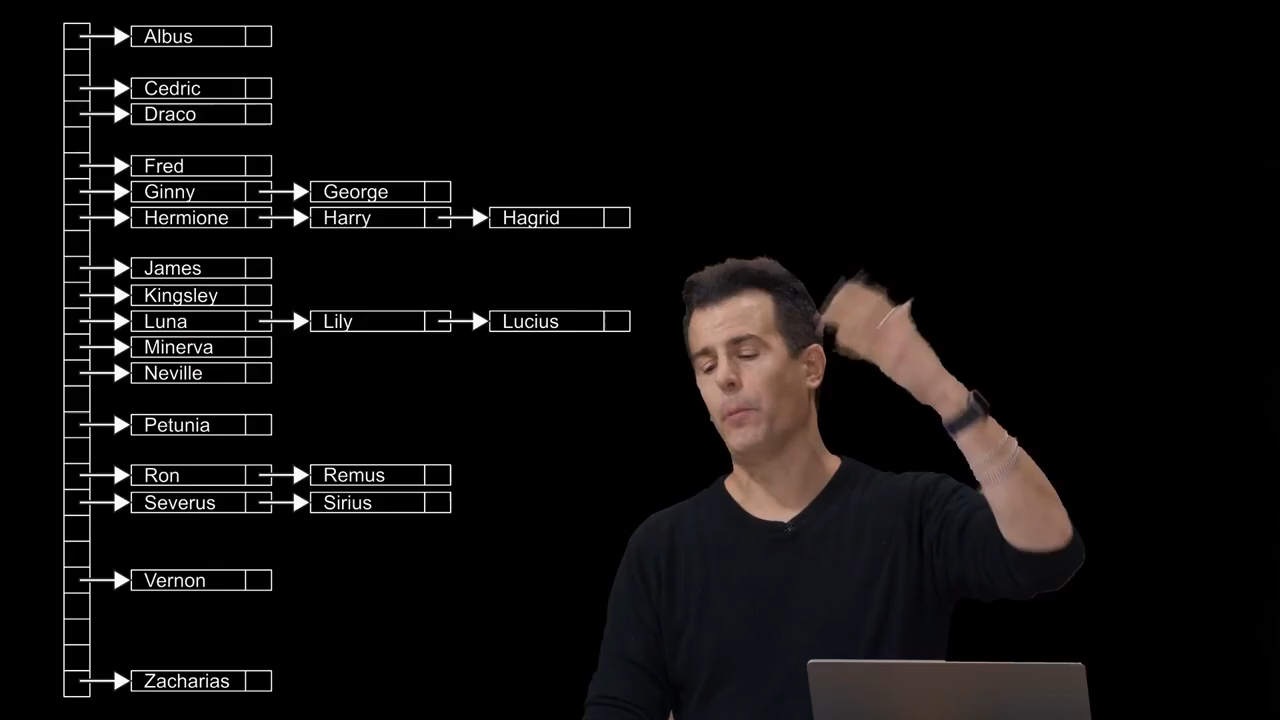 Albus
Cedric
Draco
Fred
Ginny George
Hermione Harry Hagrid
James
Kingsley
Luna Lily Lucius
Minerva
Neville
Petunia
Ron Remus
Severus Sirius
Vernon
Zacharias